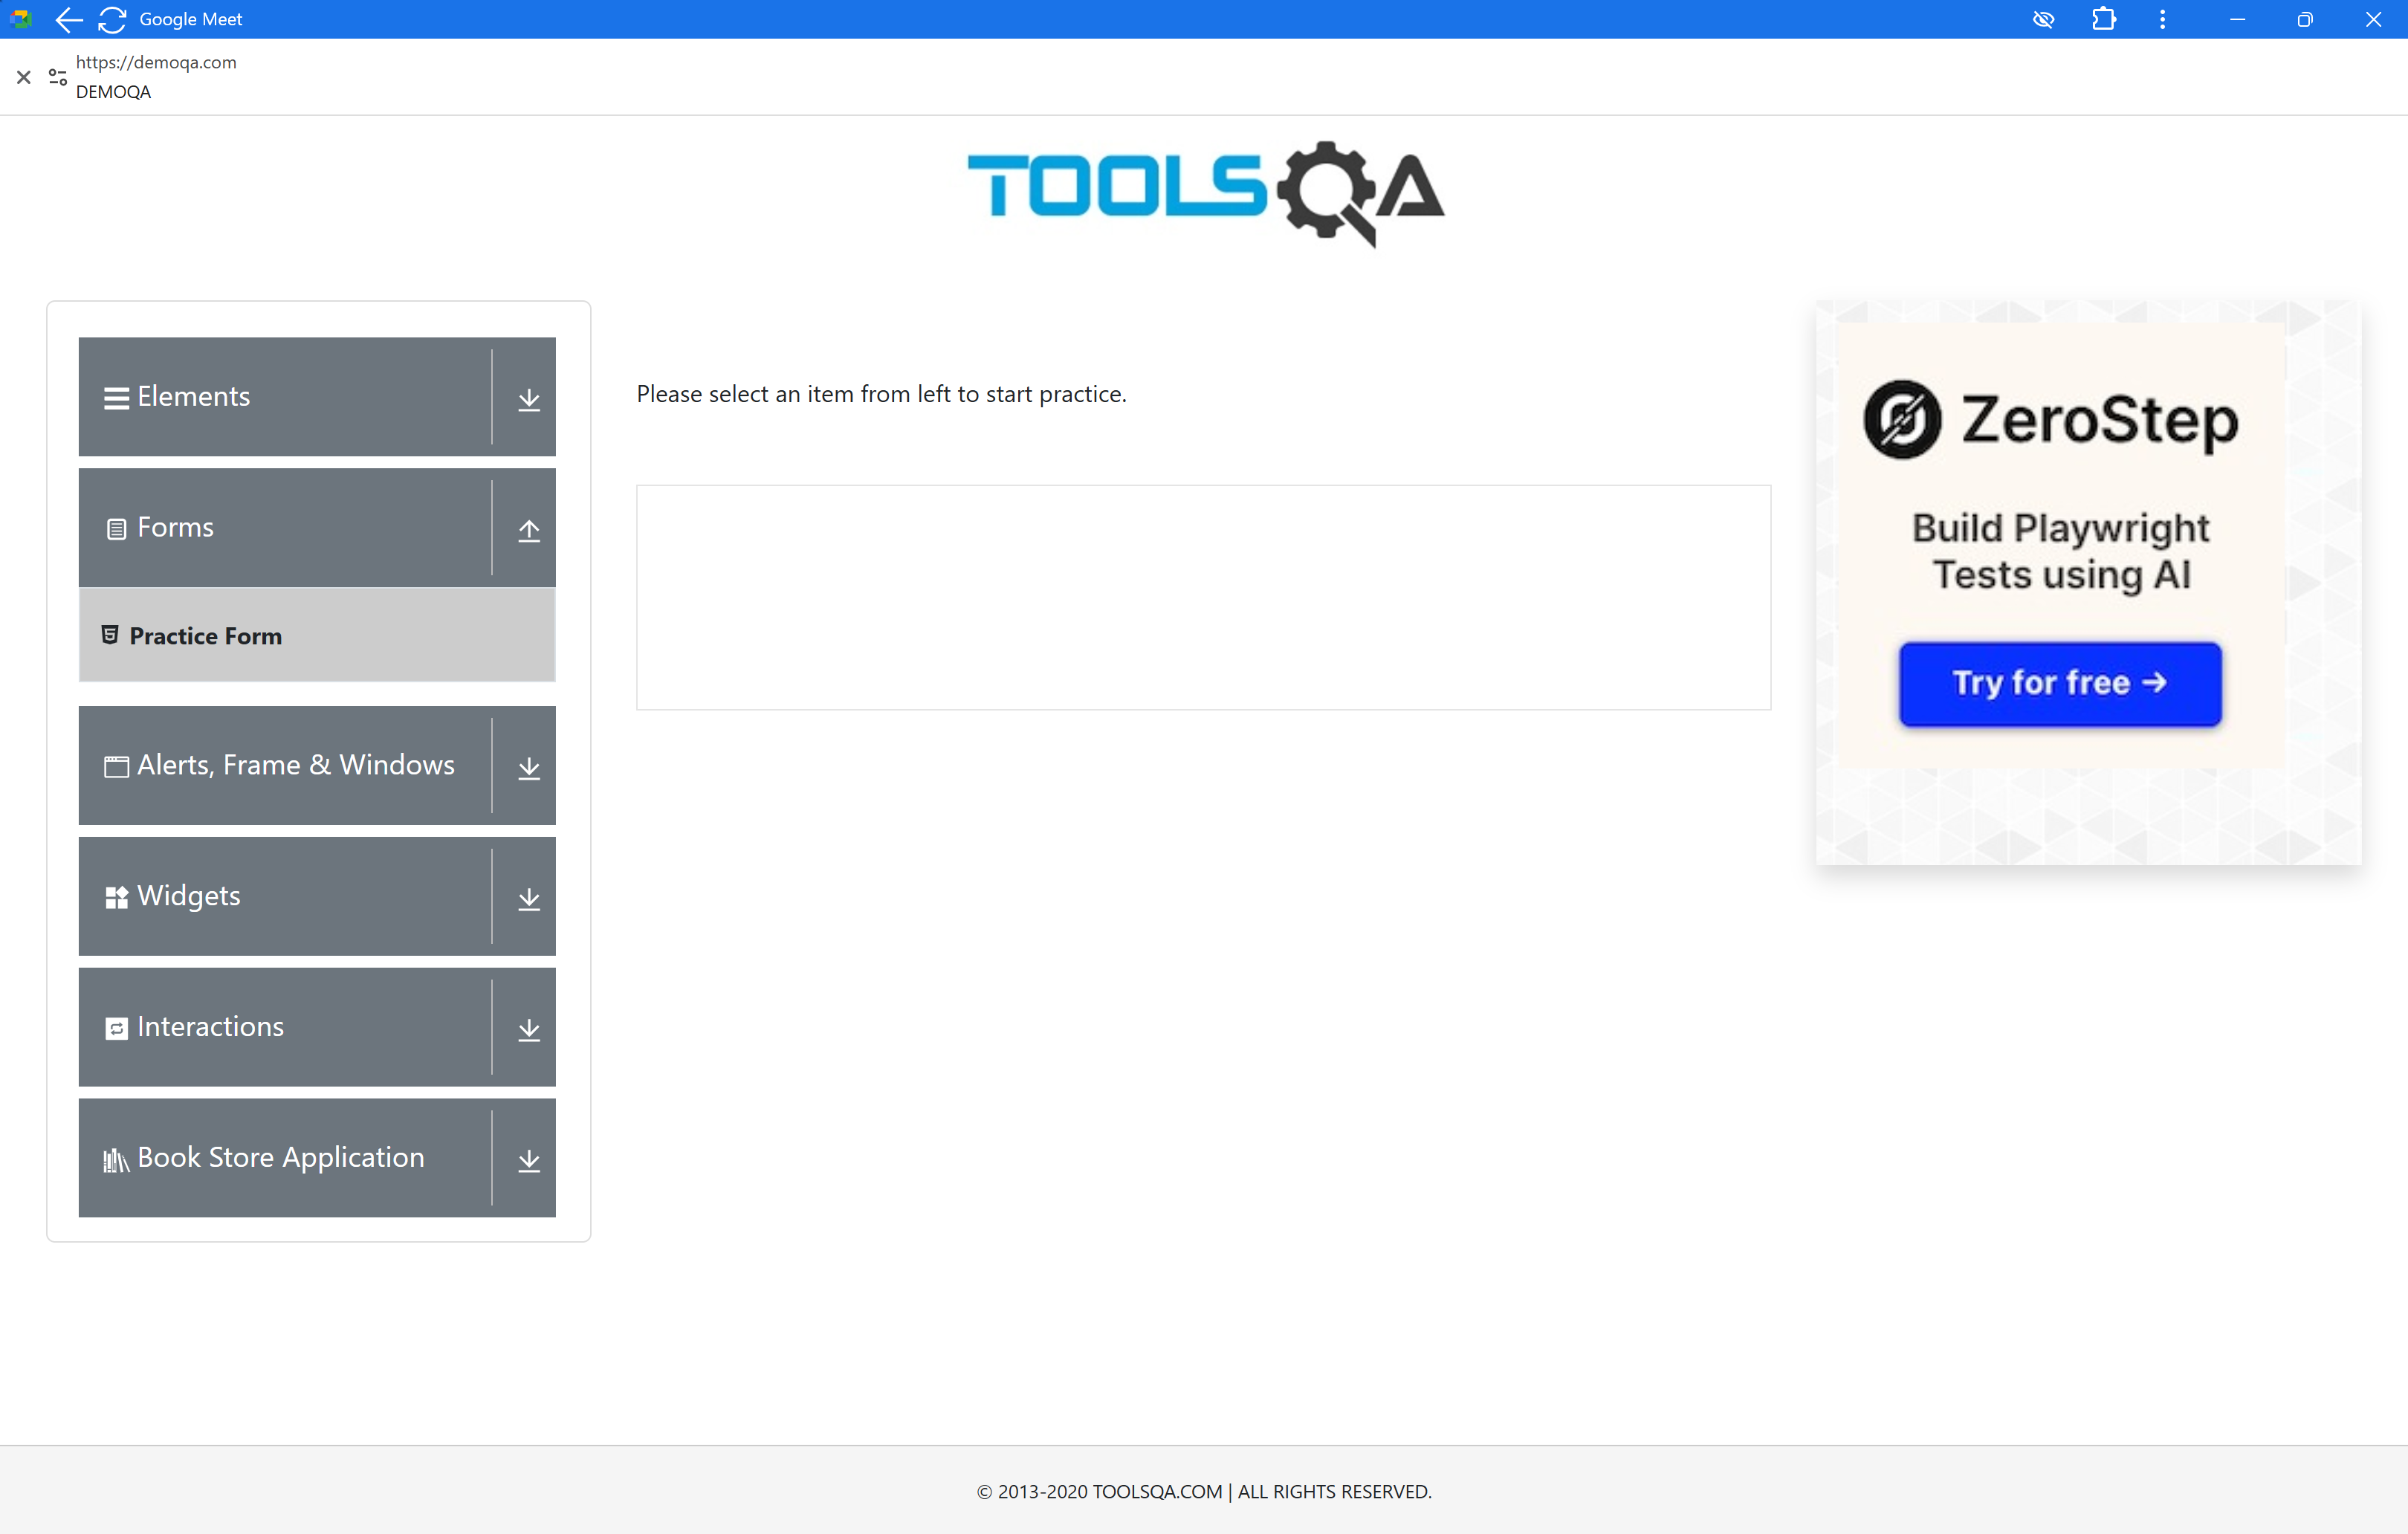 Google Meet
https://demoqa.com
DEMOQA
TOOLSQA
Elements
Forms
Practice Form
Alerts, Frame & Windows
Widgets
Interactions
Book Store Application
Please select an item from left to start practice.
ZeroStep
Build Playwright
Tests using AI
Try for free →
© 2013-2020 TOOLSQA.COM | ALL RIGHTS RESERVED.